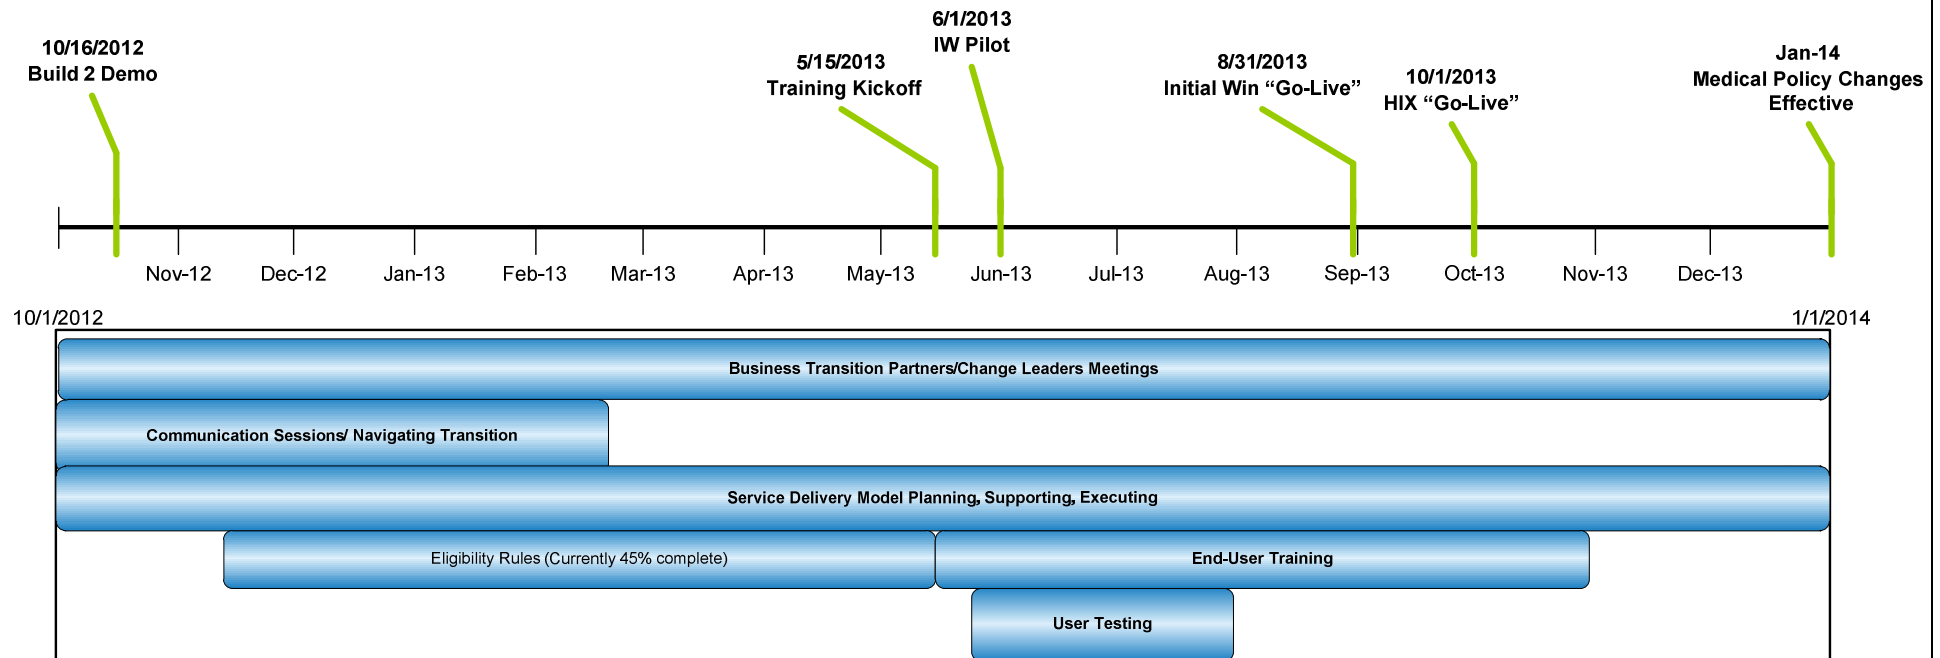 6/1/2013
IW Pilot
10/16/2012
Build 2 Demo
5/15/2013
Training Kickoff
8/31/2013
Initial Win “Go-Live”
10/1/2013
HIX “Go-Live”
Jan-14
Medical Policy Changes
Effective
Nov-12
Dec-12
Jan-13
Feb-13
Mar-13
Apr-13
May-13
Jun-13
Jul-13
Aug-13
Sep-13
Oct-13
Nov-13
Dec-13
10/1/2012
1/1/2014
Business Transition Partners/Change Leaders Meetings
Communication Sessions/ Navigating Transition
Service Delivery Model Planning, Supporting, Executing
Eligibility Rules (Currently 45% complete)
End-User Training
User Testing